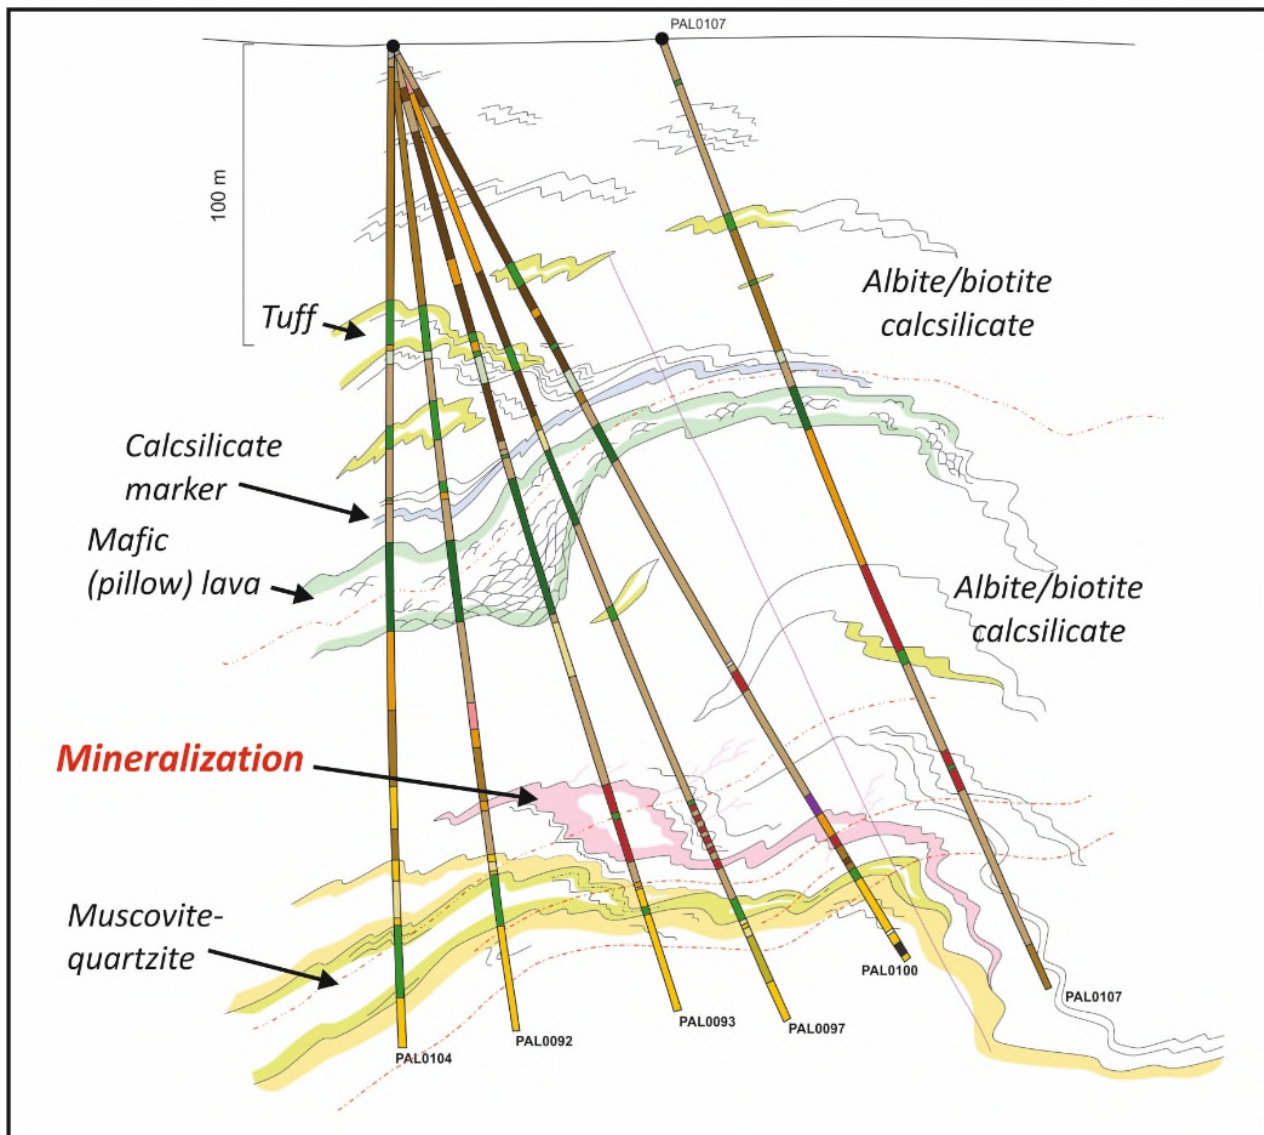 PAL0107
100 m
Tuff
Albite/biotite
calcsilicate
Calcsilicate
marker
Mafic
(pillow) lava
Albite/biotite
calcsilicate
Mineralization
Muscovite-
quartzite
PAL0100
PAL0107
PAL0093
PAL0097
PAL0092
PAL0104